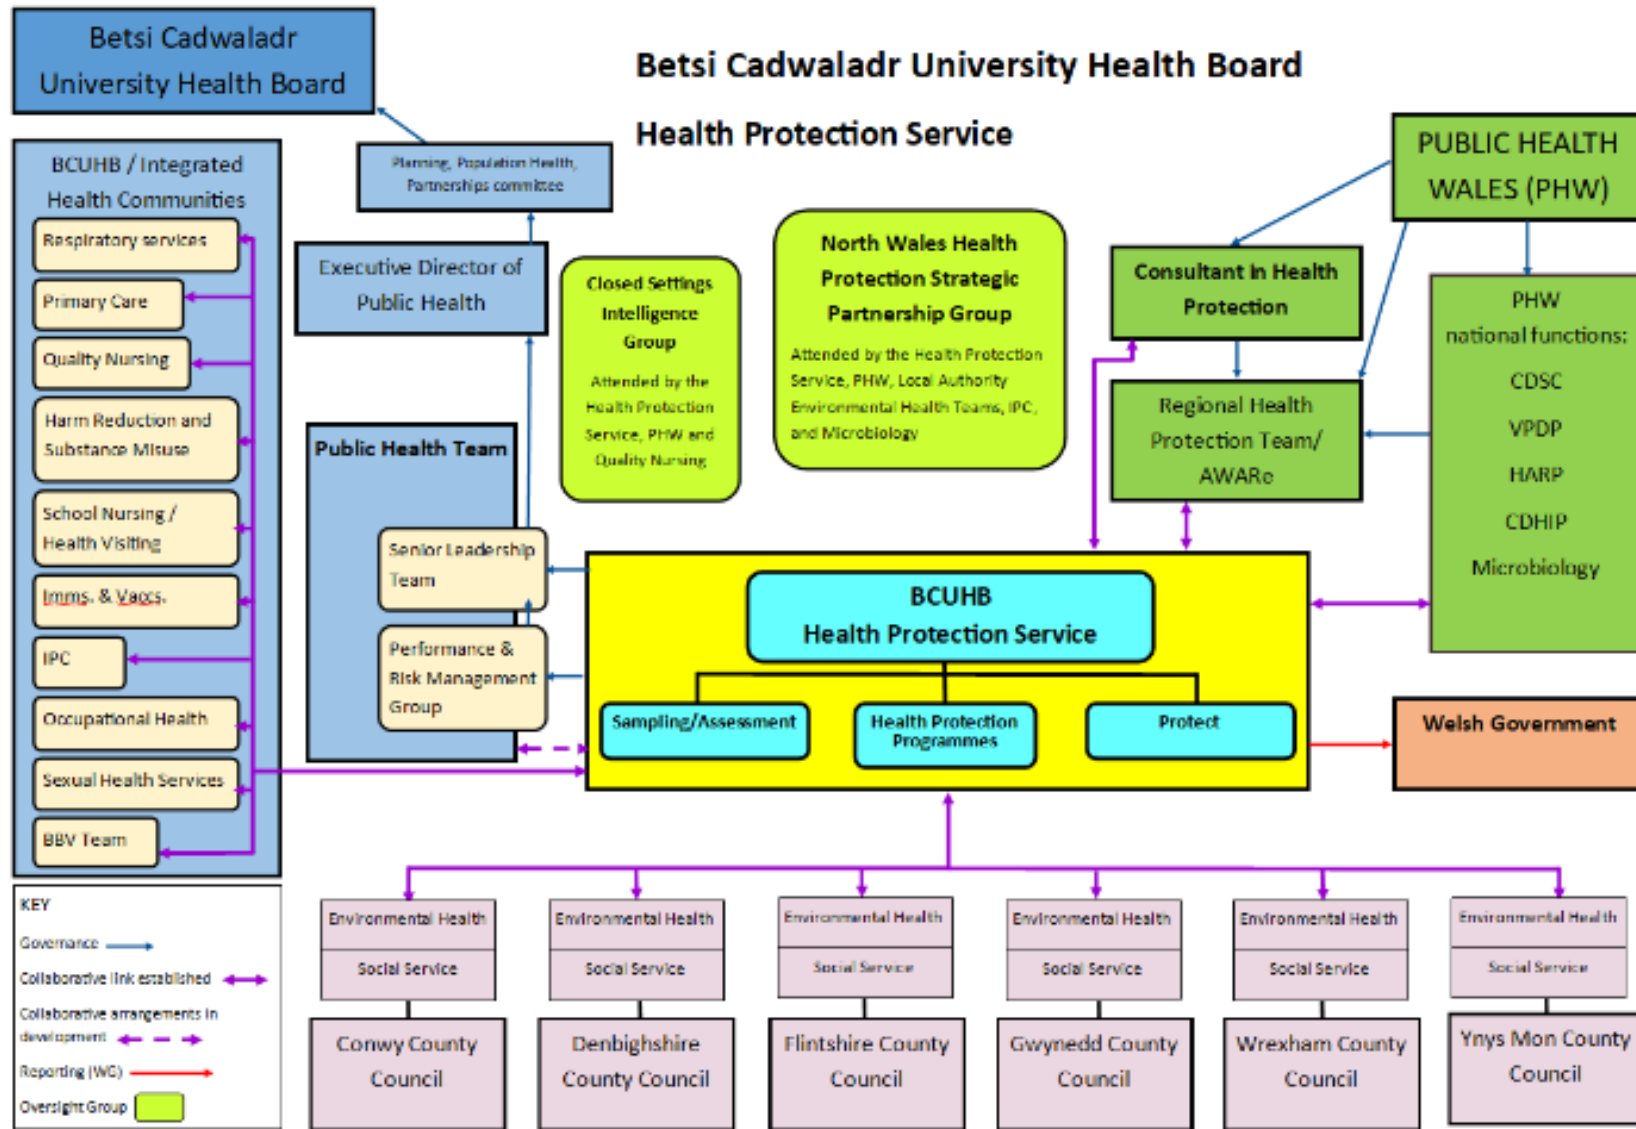 Betsi Cadwaladr
University Health Board
Betsi Cadwaladr University Health Board
Health Protection Service
BCUHB / Integrated
Health Communities
Respiratory services
Primary Care
Quality Nursing
Harm Reduction and
Substance Misuse
School Nursing /
Health Visiting
Imms. & Vaccs.
IPC
Occupational Health
Sexual Health Services
BBV Team
Planning, Population Health,
Partnerships committee
Executive Director of
Public Health
Public Health Team
Senior Leadership
Team
Performance &
Risk Management
Group
Closed Settings
Intelligence
Group
Attended by the
Health Protection
Service, PHW and
Quality Nursing
North Wales Health
Protection Strategic
Partnership Group
Attended by the Health Protection
Service, PHW, Local Authority
Environmental Health Teams, IPC,
and Microbiology
PUBLIC HEALTH
WALES (PHW)
Consultant in Health
Protection
Regional Health
Protection Team/
AWARe
PHW
national functions:
CDSC
VPDP
HARP
CDHIP
Microbiology
BCUHB
Health Protection Service
Sampling/Assessment
Health Protection
Programmes
Protect
Welsh Government
KEY
Governance
Collaborative link established
Collaborative arrangements in
development
Reporting (WG)
Oversight Group
Environmental Health
Social Service
Conwy County
Council
Environmental Health
Social Service
Denbighshire
County Council
Environmental Health
Social Service
Flintshire County
Council
Environmental Health
Social Service
Gwynedd County
Council
Environmental Health
Social Service
Wrexham County
Council
Environmental Health
Social Service
Ynys Mon County
Council